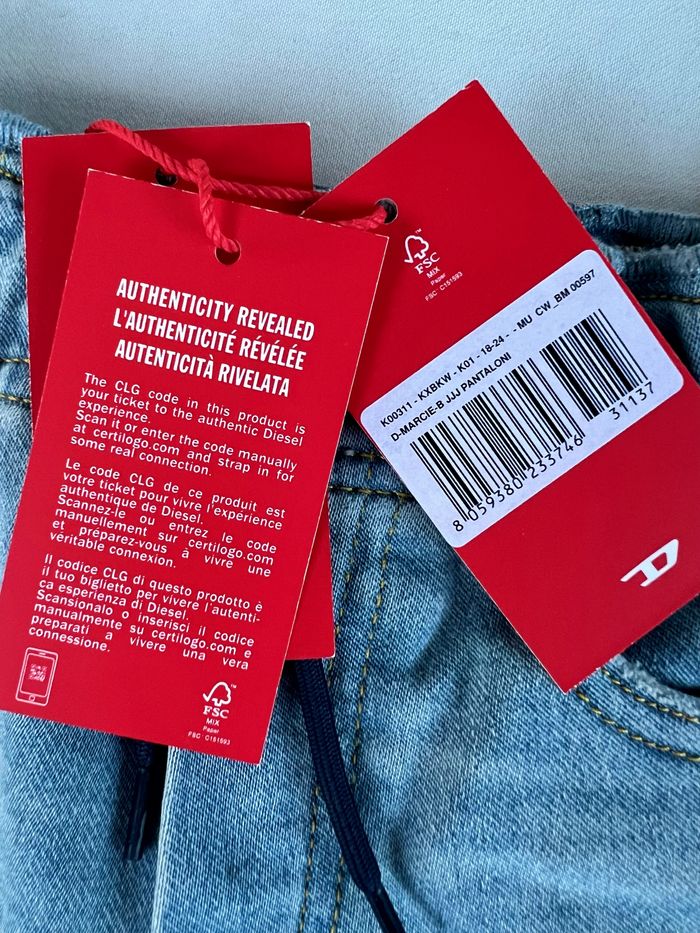 AUTHENTICITY REVEALED
L'AUTHENTICITÉ RÉVÉLÉE
AUTENTICITÀ RIVELATA
The CLG code in this product is
your ticket to the authentic Diesel
experience.
Scan it or enter the code manually
at certilogo.com and strap in for
some real connection.
Le code CLG de ce produit est
votre ticket pour vivre l'expérience
authentique de Diesel.
Scannez-le ou entrez le code
manuellement sur certilogo.com
et préparez-vous à vivre une
véritable connexion.
Il codice CLG di questo prodotto è
il tuo biglietto per vivere l'autenti-
ca esperienza di Diesel.
Scansionalo o inserisci il codice
manualmente su certilogo.com e
preparati a vivere una vera
connessione.
FSC
MIX
Paper
FSC® C151693
FSC
MIX
Paper
FSC® C151693
K00311 - KXBKW - K01 - 18-24 - - MU CW_BM 00597
D-MARCIE-B JJJ PANTALONI
8 059380 233746 31137
D